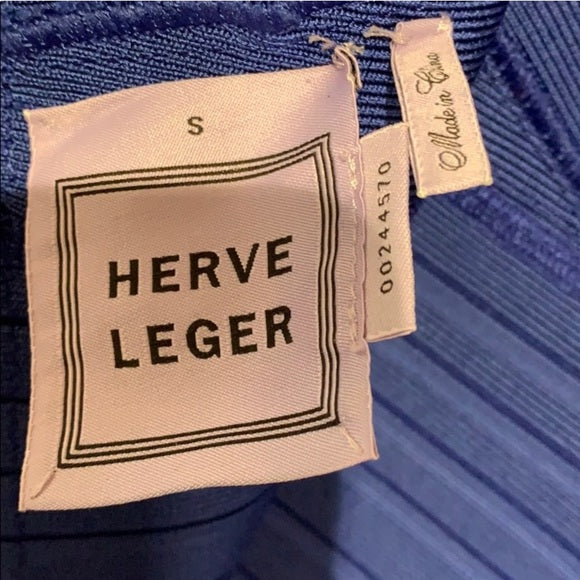 S
HERVE
LEGER
00244570
Made in China